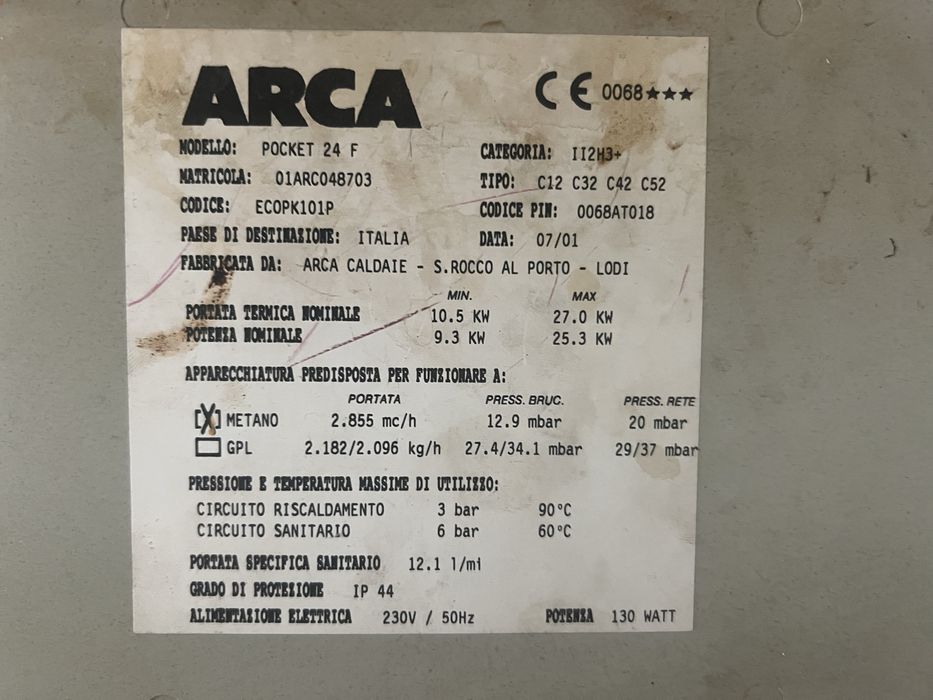 ARCA
CE 0068★★★
MODELLO: POCKET 24 F CATEGORIA: II2H3+
MATRICOLA: 01ARC048703 TIPO: C12 C32 C42 C52
CODICE: ECOPK101P CODICE PIN: 0068AT018
PAESE DI DESTINAZIONE: ITALIA DATA: 07/01
FABBRICATA DA: ARCA CALDAIE - S.ROCCO AL PORTO - LODI
MIN. MAX
PORTATA TERMICA NOMINALE 10.5 KW 27.0 KW
POTENZA NOMINALE 9.3 KW 25.3 KW
APPARECCHIATURA PREDISPOSTA PER FUNZIONARE A:
PORTATA PRESS. BRUC. PRESS. RETE
[X] METANO 2.855 mc/h 12.9 mbar 20 mbar
GPL 2.182/2.096 kg/h 27.4/34.1 mbar 29/37 mbar
PRESSIONE E TEMPERATURA MASSIME DI UTILIZZO:
CIRCUITO RISCALDAMENTO 3 bar 90°C
CIRCUITO SANITARIO 6 bar 60°C
PORTATA SPECIFICA SANITARIO 12.1 l/mi
GRADO DI PROTEZIONE IP 44
ALIMENTAZIONE ELETTRICA 230V / 50Hz POTENZA 130 WATT